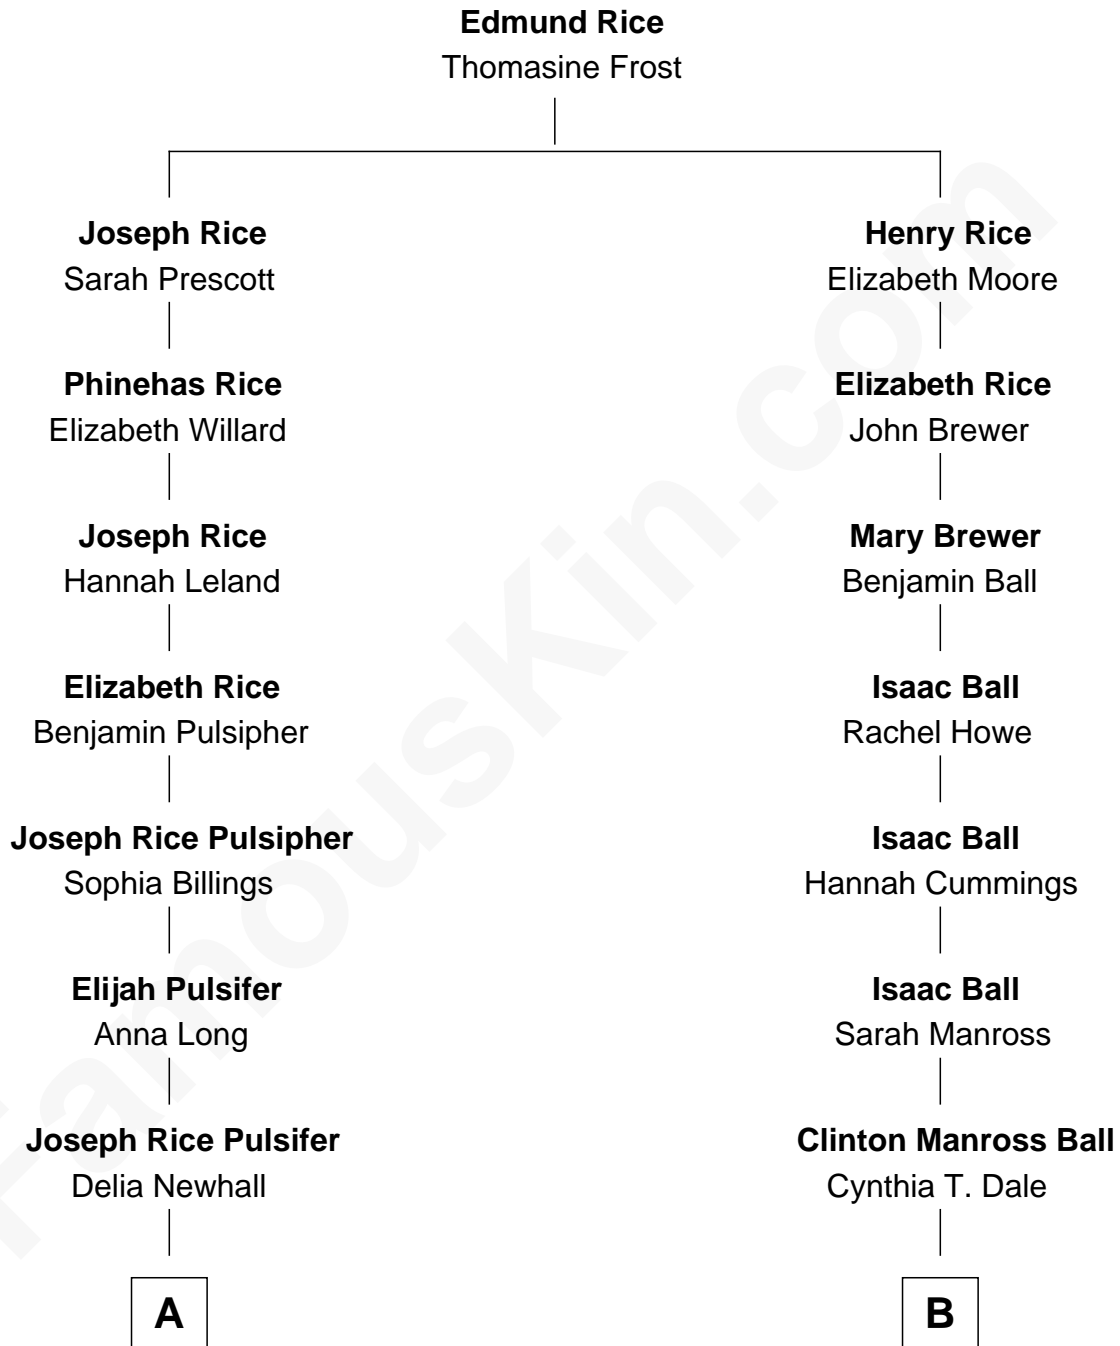 Edmund Rice
Thomasine Frost
Joseph Rice
Sarah Prescott
Henry Rice
Elizabeth Moore
Phinehas Rice
Elizabeth Willard
Elizabeth Rice
John Brewer
Joseph Rice
Hannah Leland
Mary Brewer
Benjamin Ball
Elizabeth Rice
Benjamin Pulsipher
Isaac Ball
Rachel Howe
Joseph Rice Pulsipher
Sophia Billings
Isaac Ball
Hannah Cummings
Elijah Pulsifer
Anna Long
Isaac Ball
Sarah Manross
Joseph Rice Pulsifer
Delia Newhall
Clinton Manross Ball
Cynthia T. Dale
A
B
FamousKin.com